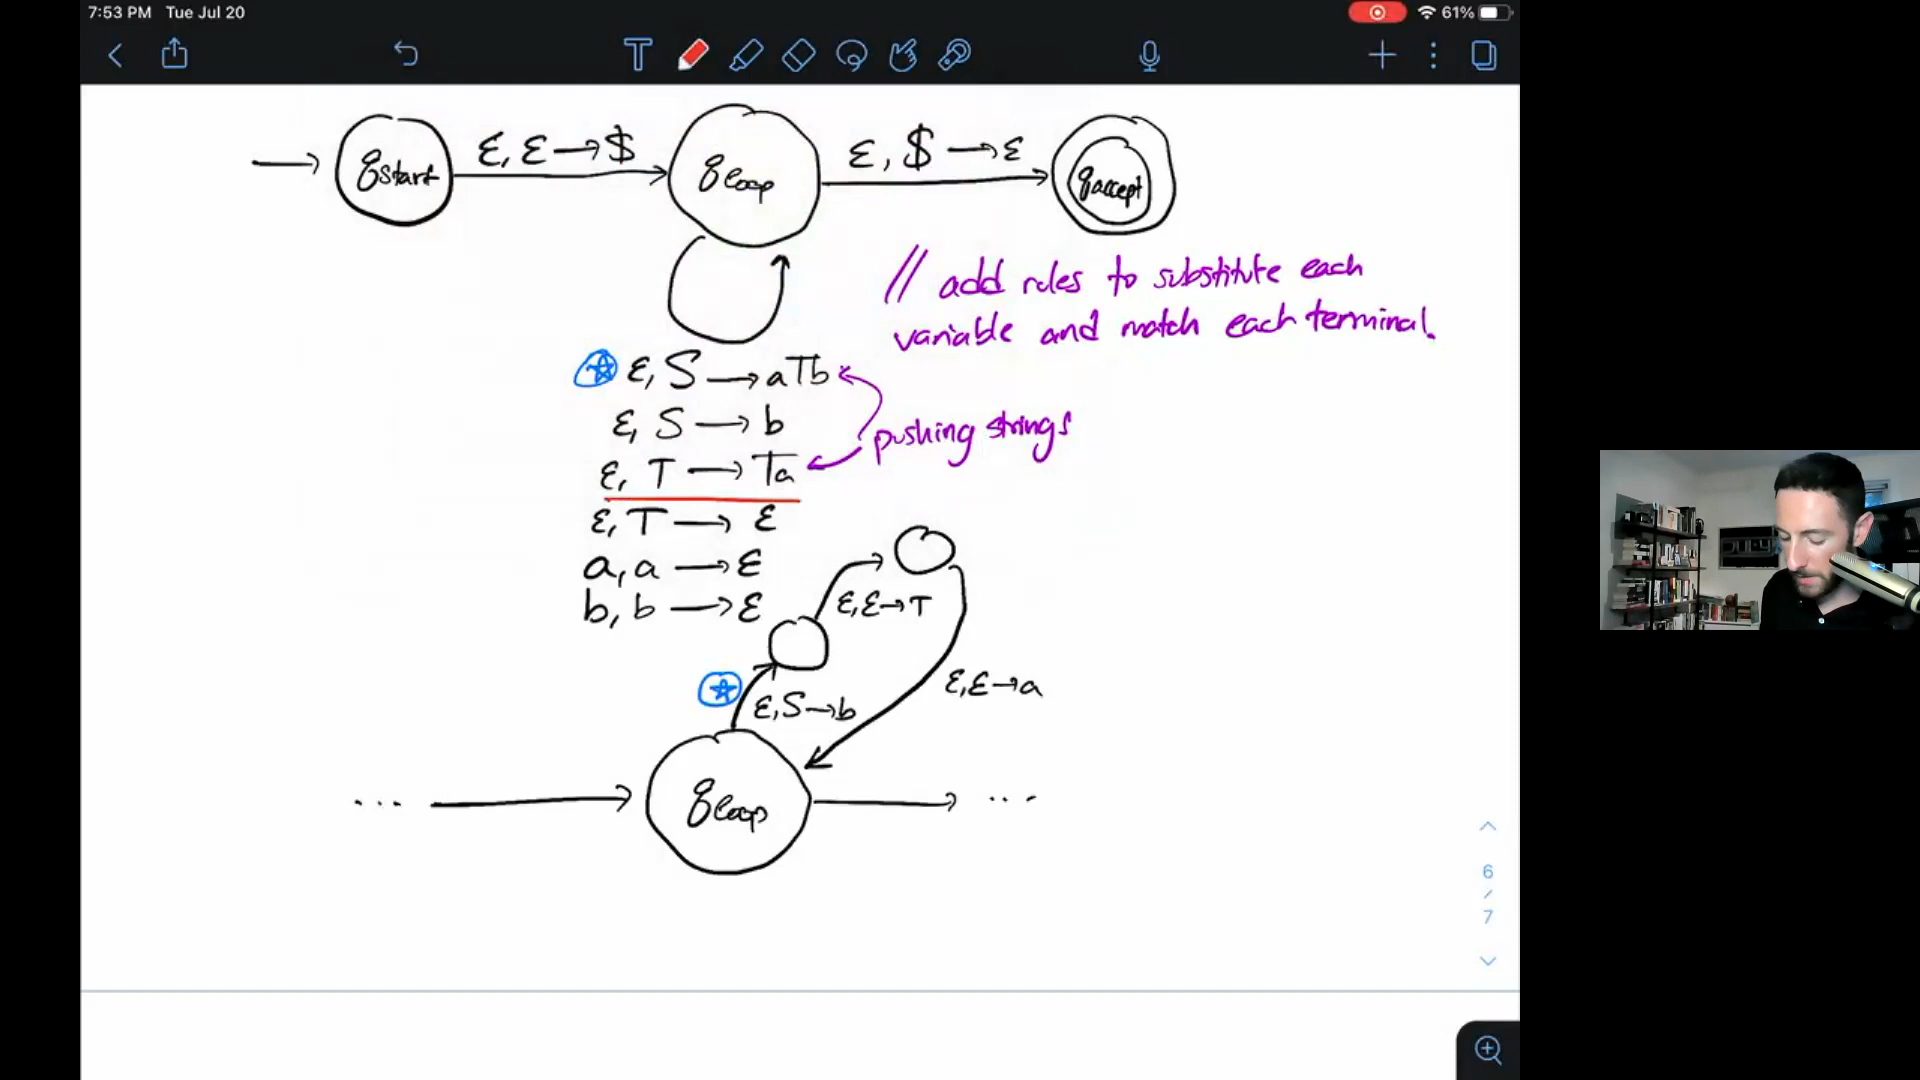 7:53 PM Tue Jul 20
61%
qstart
ε, ε → $
qloop
ε, $ → ε
qaccept
// add rules to substitute each
variable and match each terminal.
ε, S → aTb
ε, S → b
pushing strings
ε, T → Ta
ε, T → ε
a, a → ε
b, b → ε
ε, ε → T
ε, ε → a
ε, S → b
... qloop ...
6
/
7